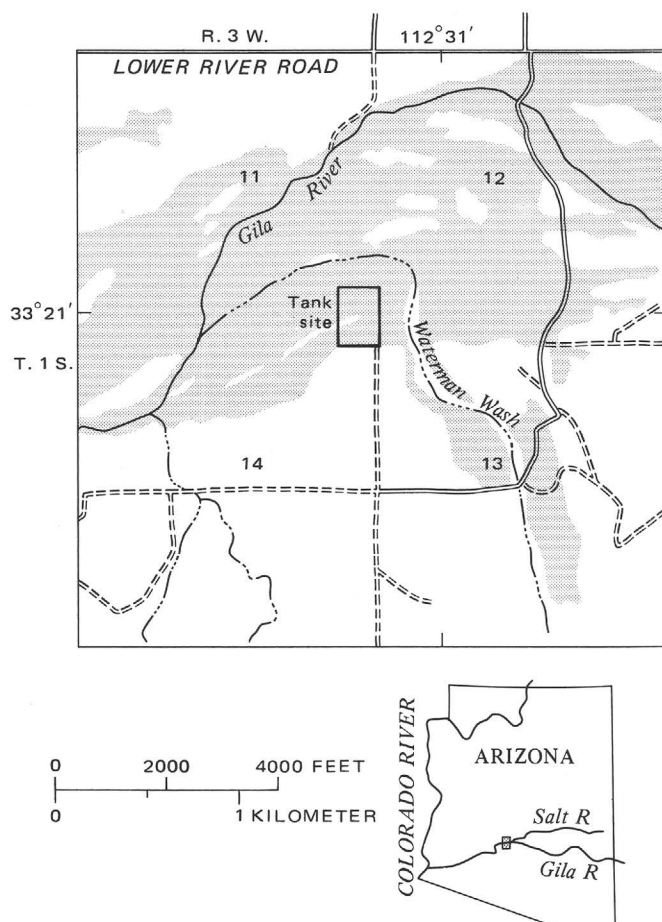 R. 3 W.
112°31′
LOWER RIVER ROAD
11
12
Gila River
33°21′
Tank
site
T. 1 S.
Waterman Wash
14
13
0 2000 4000 FEET
0 1 KILOMETER
COLORADO RIVER
ARIZONA
Salt R
Gila R